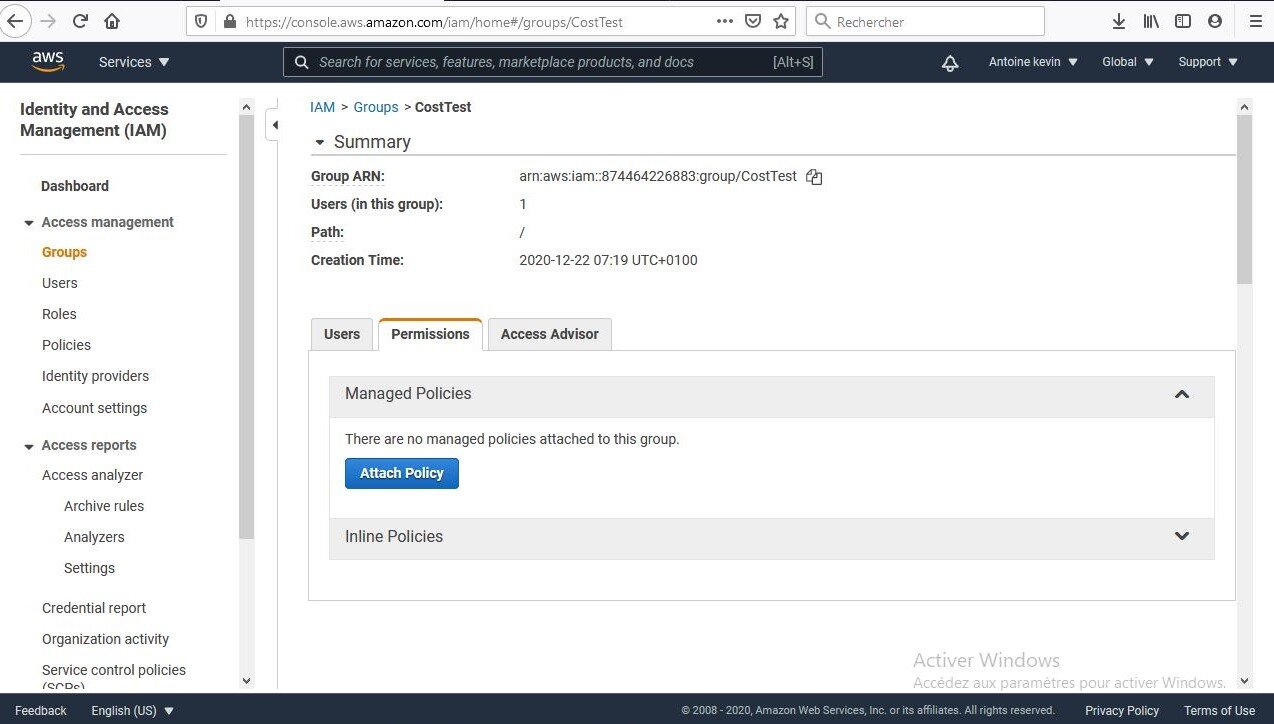 https://console.aws.amazon.com/iam/home#/groups/CostTest
Rechercher
aws
Services
Search for services, features, marketplace products, and docs
[Alt+S]
Antoine kevin
Global
Support
Identity and Access
Management (IAM)
Dashboard
Access management
Groups
Users
Roles
Policies
Identity providers
Account settings
Access reports
Access analyzer
Archive rules
Analyzers
Settings
Credential report
Organization activity
Service control policies
(SCPs)
IAM > Groups > CostTest
Summary
Group ARN: arn:aws:iam::874464226883:group/CostTest
Users (in this group): 1
Path: /
Creation Time: 2020-12-22 07:19 UTC+0100
Users
Permissions
Access Advisor
Managed Policies
There are no managed policies attached to this group.
Attach Policy
Inline Policies
Activer Windows
Accédez aux paramètres pour activer Windows.
Feedback
English (US)
© 2008 - 2020, Amazon Web Services, Inc. or its affiliates. All rights reserved.
Privacy Policy
Terms of Use